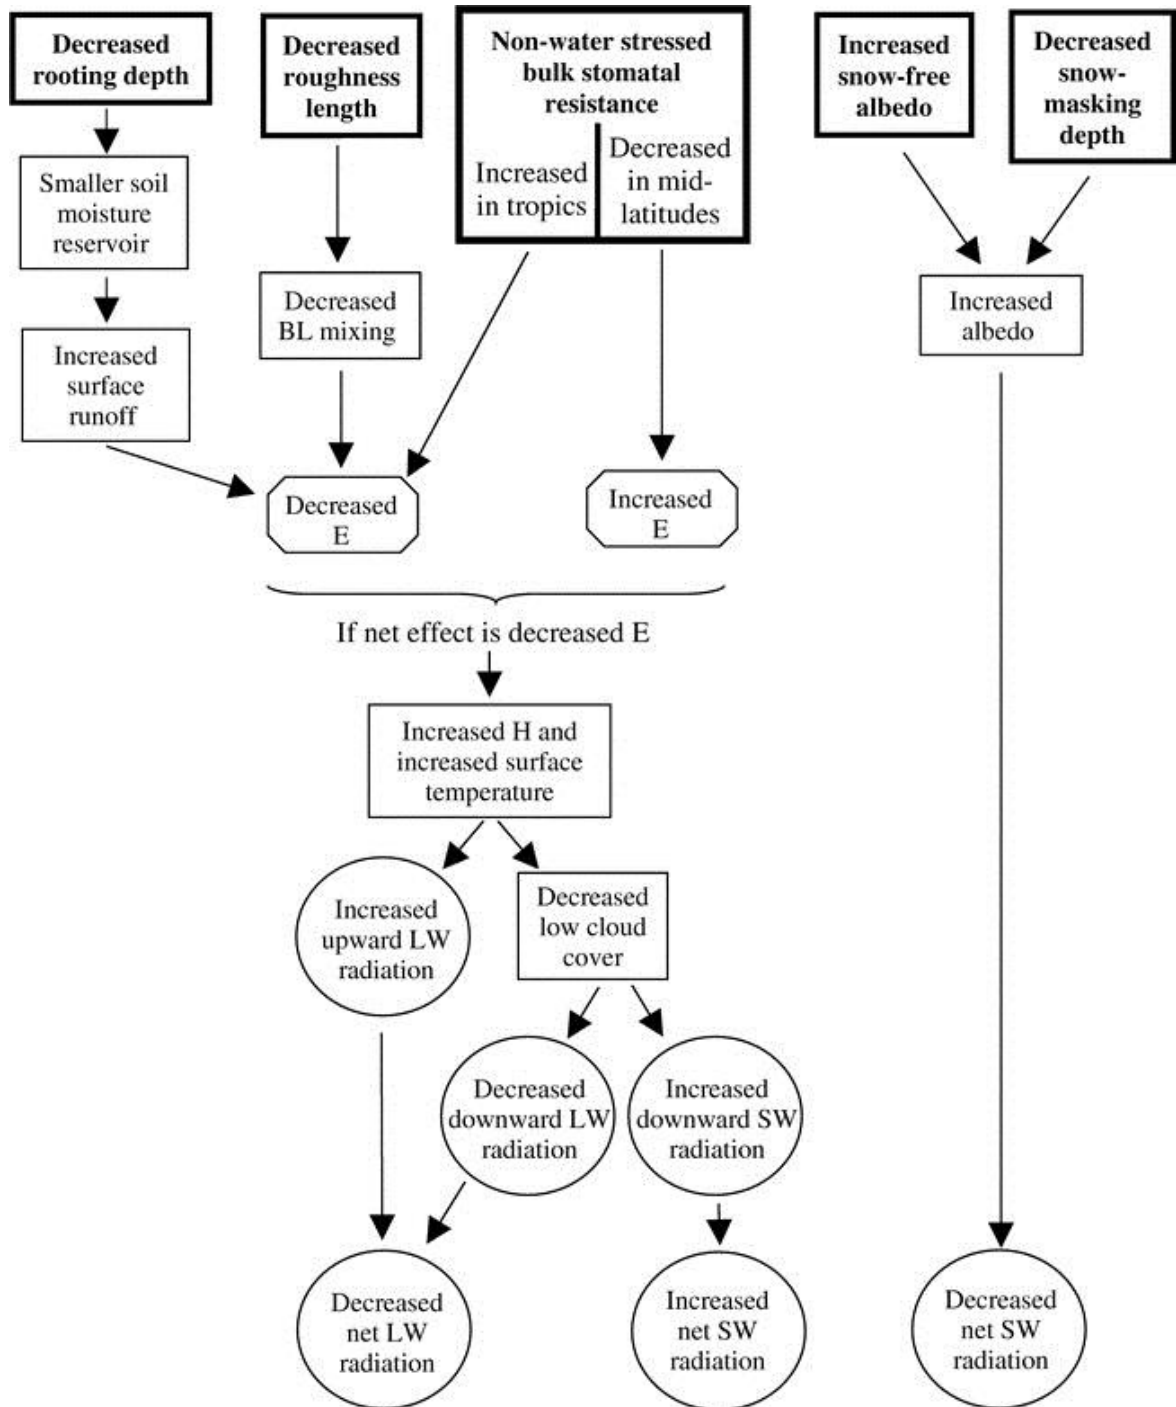 Decreased
rooting depth
Decreased
roughness
length
Non-water stressed
bulk stomatal
resistance
Increased
in tropics
Decreased
in mid-
latitudes
Increased
snow-free
albedo
Decreased
snow-
masking
depth
Smaller soil
moisture
reservoir
Decreased
BL mixing
Increased
albedo
Increased
surface
runoff
Decreased
E
Increased
E
If net effect is decreased E
Increased H and
increased surface
temperature
Increased
upward LW
radiation
Decreased
low cloud
cover
Decreased
downward LW
radiation
Increased
downward SW
radiation
Decreased
net LW
radiation
Increased
net SW
radiation
Decreased
net SW
radiation